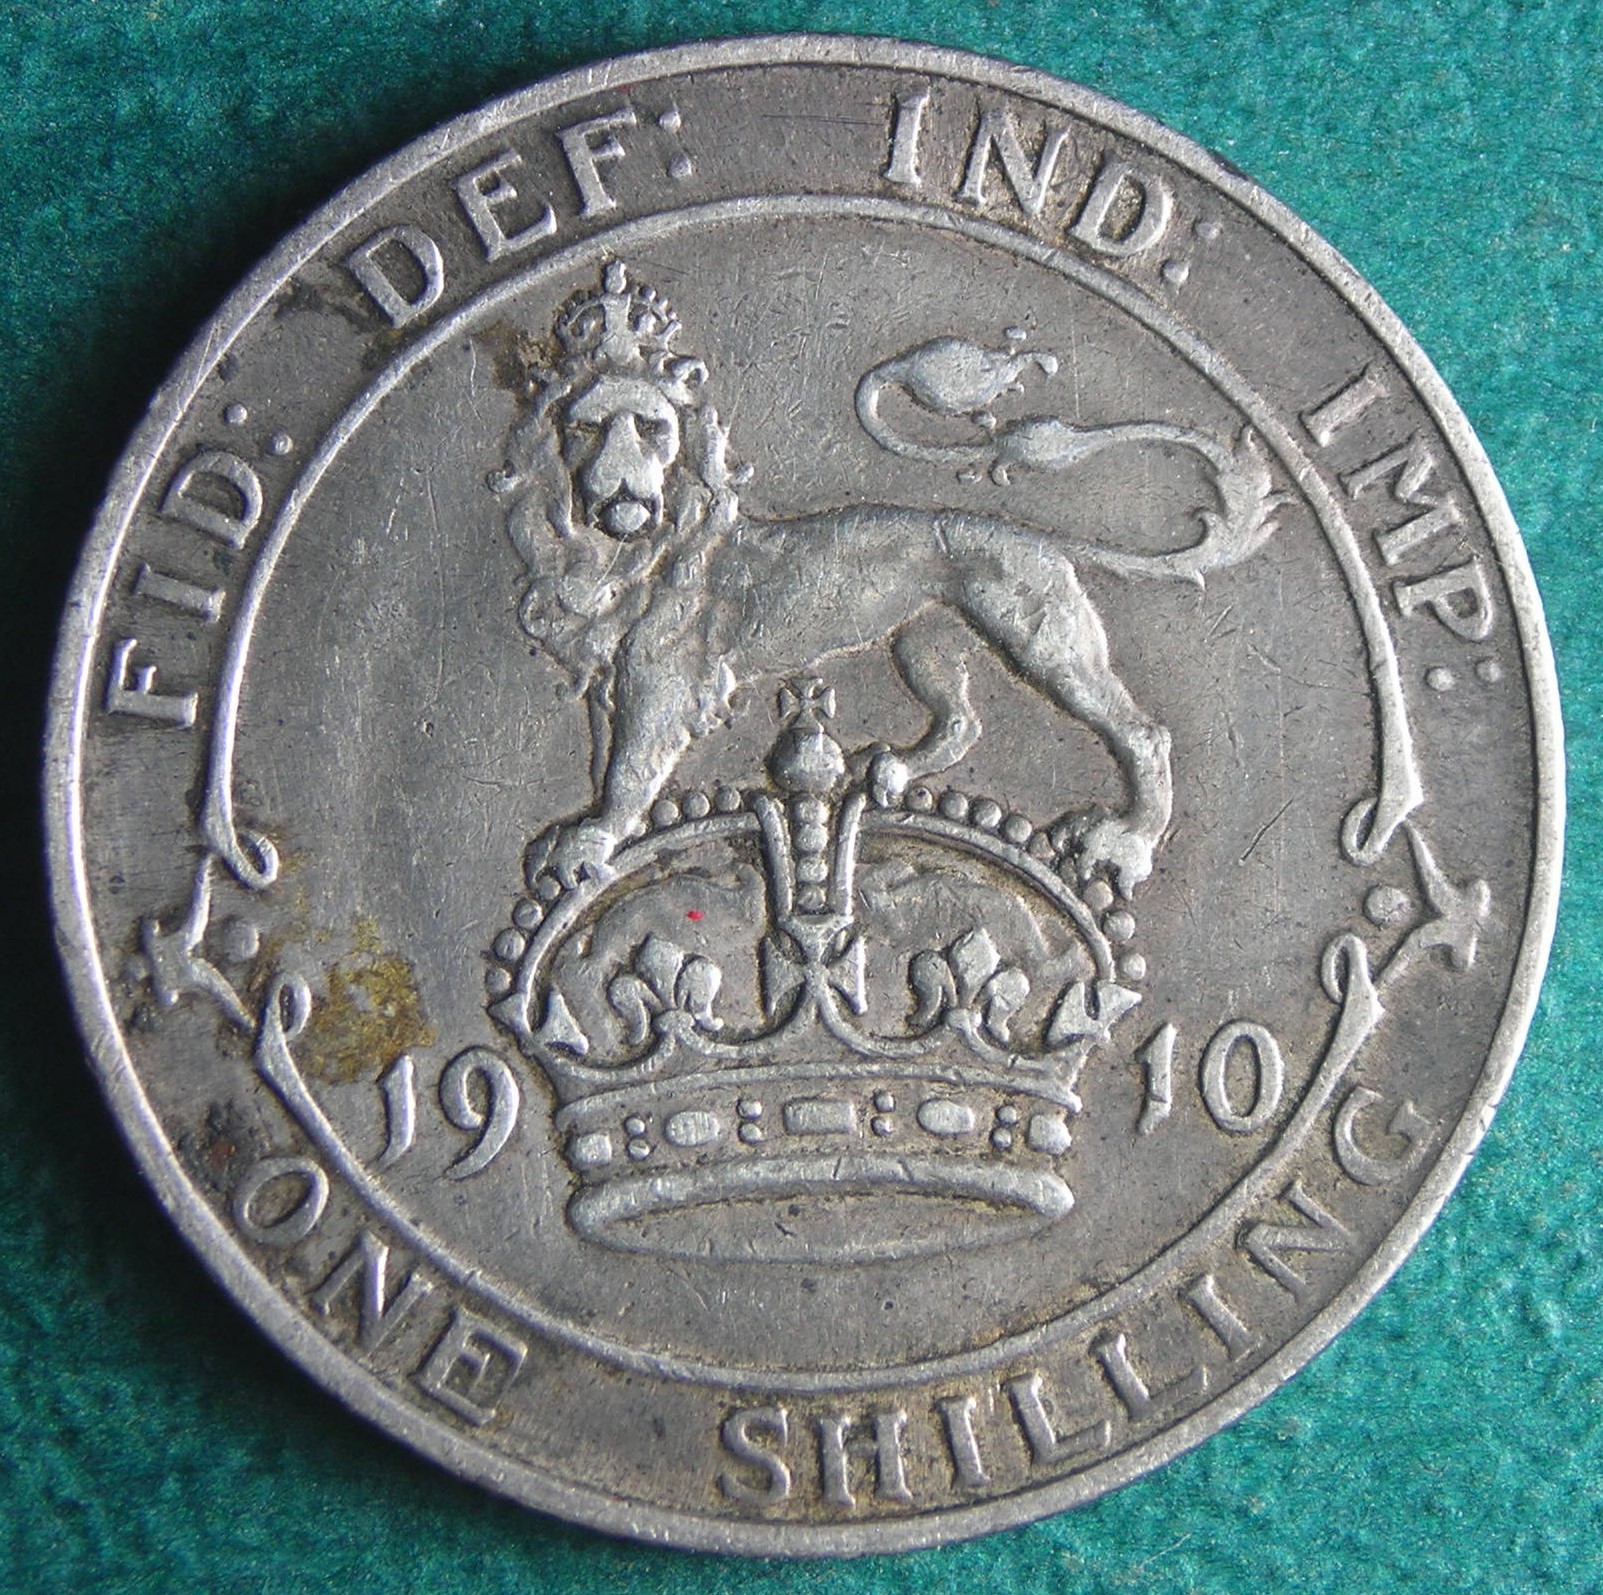 FID: DEF: IND: IMP:
19 10
ONE SHILLING